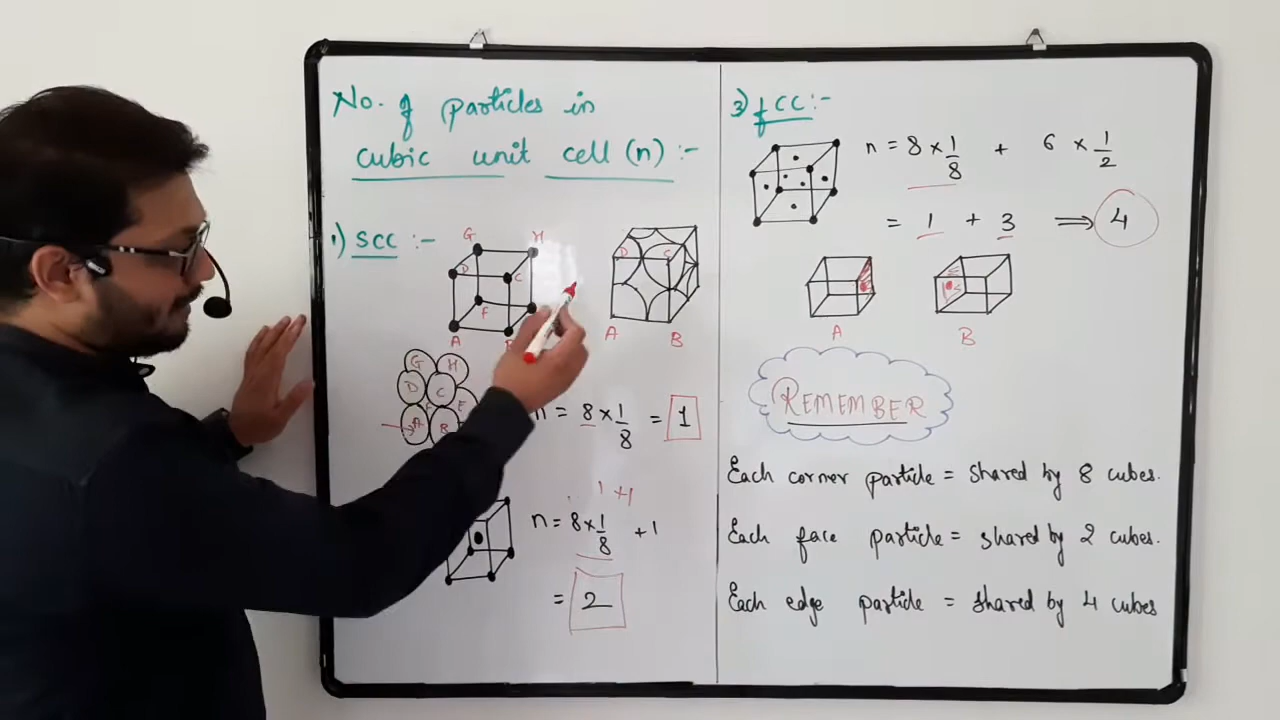 No. of particles in
cubic unit cell (n) :-
1) SCC :-
G H
D C
F
A B
D C
A B
G H
D C
F
A B
n = 8 × 1/8 = 1
1 + 1
n = 8 × 1/8 + 1
= 2
3) fCC :-
n = 8 × 1/8 + 6 × 1/2
= 1 + 3 ⟹ 4
A B
REMEMBER
Each corner particle = shared by 8 cubes.
Each face particle = shared by 2 cubes.
Each edge particle = shared by 4 cubes